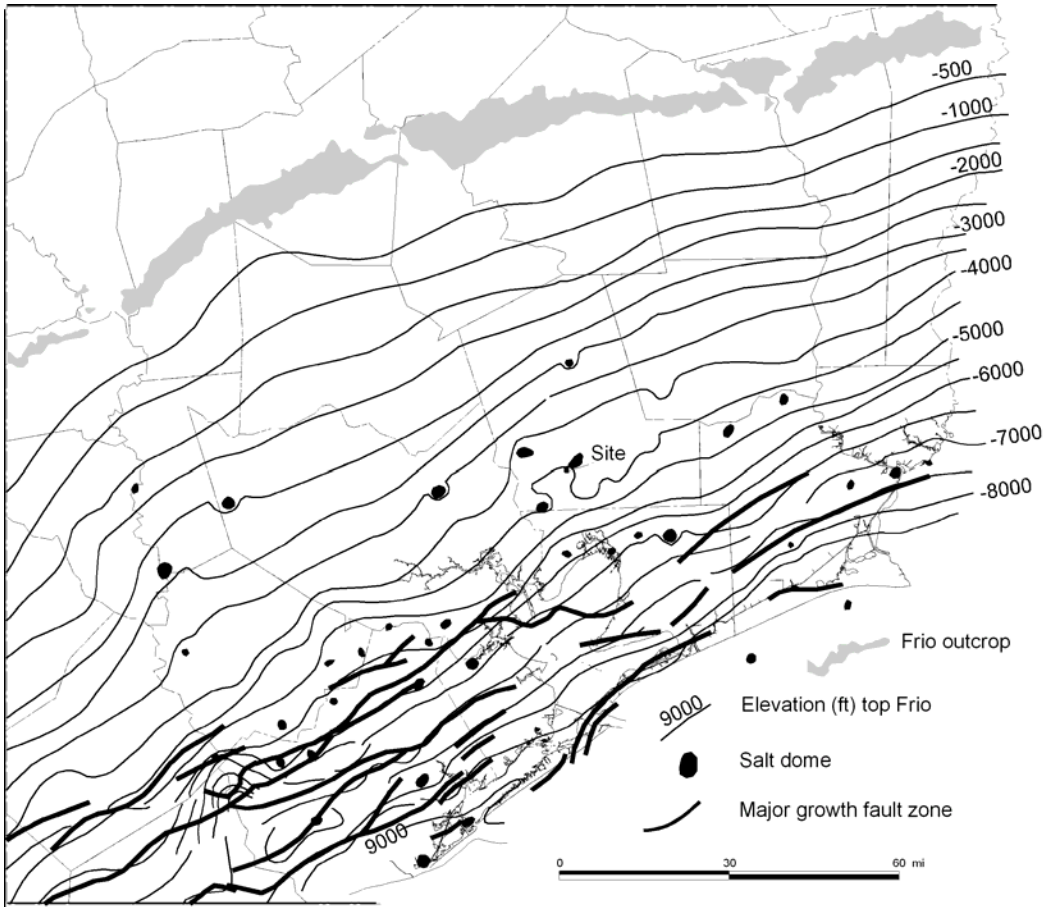 -500
-1000
-2000
-3000
-4000
-5000
-6000
-7000
-8000
Site
Frio outcrop
9000 Elevation (ft) top Frio
Salt dome
Major growth fault zone
9000
0 30 60 mi